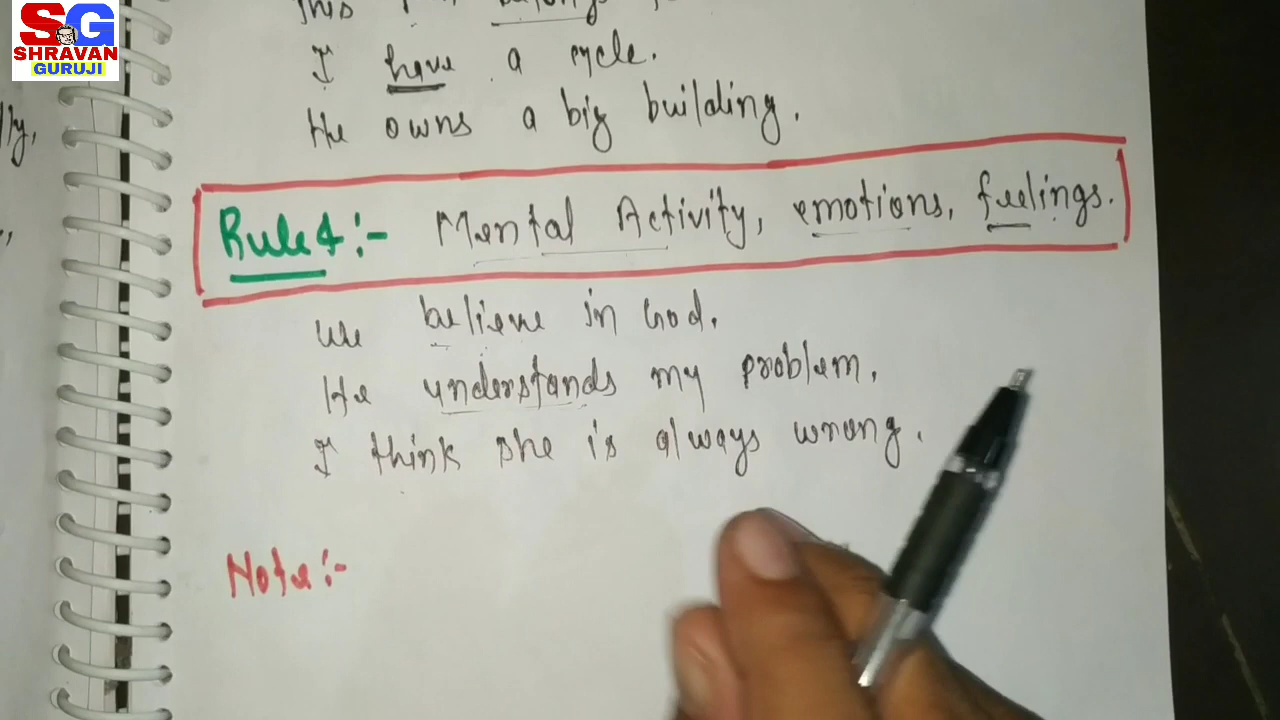 SG
SHRAVAN
GURUJI
This
I have a cycle.
He owns a big building.
Rule 4:- Mental Activity, emotions, feelings.
We believe in God.
He understands my problem.
I think she is always wrong.
Note:-